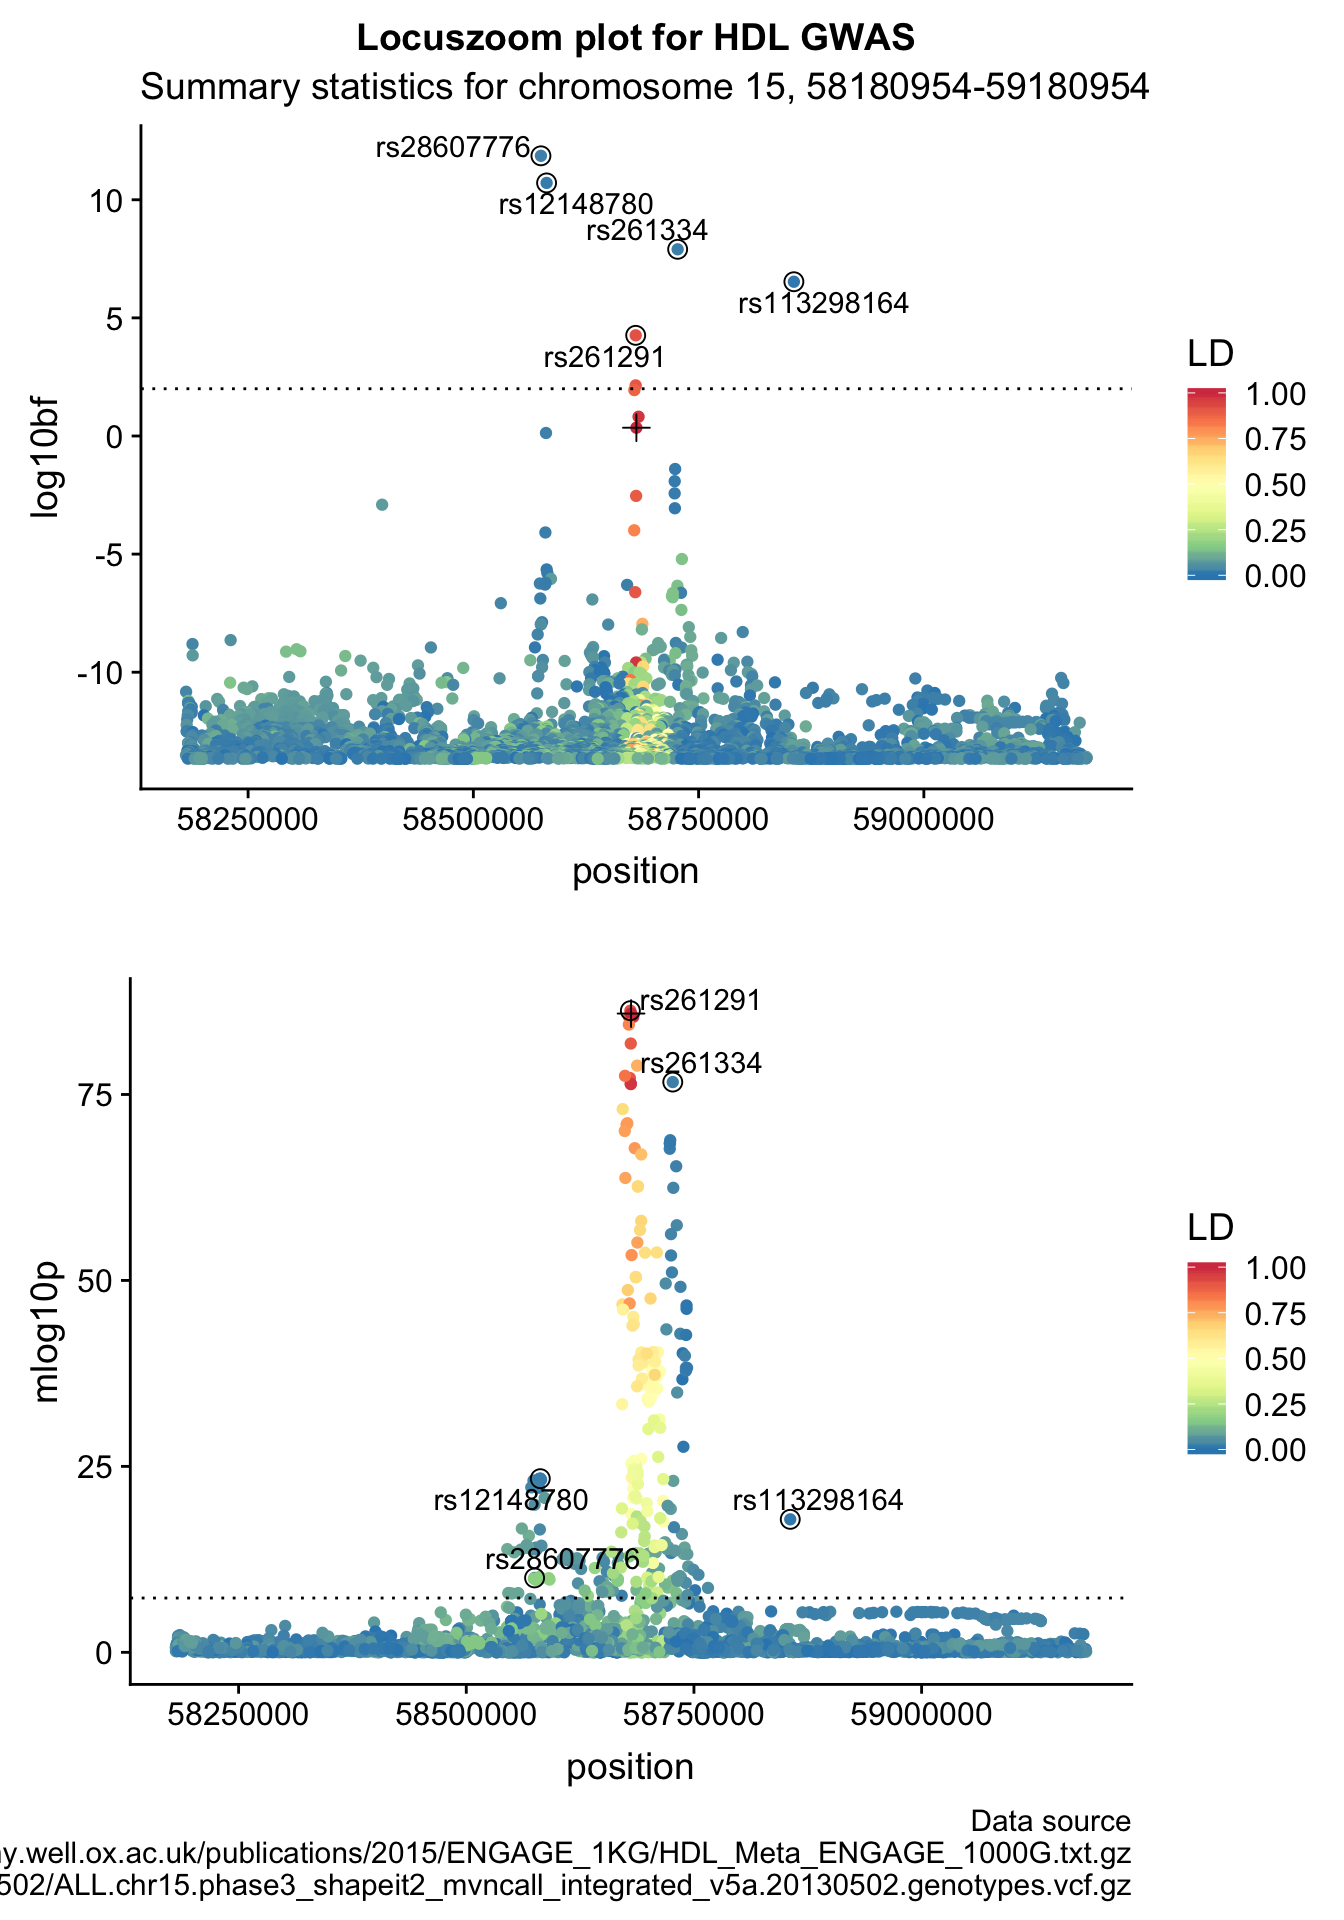 Locuszoom plot for HDL GWAS
Summary statistics for chromosome 15, 58180954-59180954
rs28607776
rs12148780
rs261334
rs113298164
rs261291
log10bf
10
5
0
-5
-10
58250000 58500000 58750000 59000000
position
LD
1.00
0.75
0.50
0.25
0.00
rs261291
rs261334
rs12148780
rs113298164
rs28607776
mlog10p
75
50
25
0
58250000 58500000 58750000 59000000
position
LD
1.00
0.75
0.50
0.25
0.00
Data source
y.well.ox.ac.uk/publications/2015/ENGAGE_1KG/HDL_Meta_ENGAGE_1000G.txt.gz
502/ALL.chr15.phase3_shapeit2_mvncall_integrated_v5a.20130502.genotypes.vcf.gz